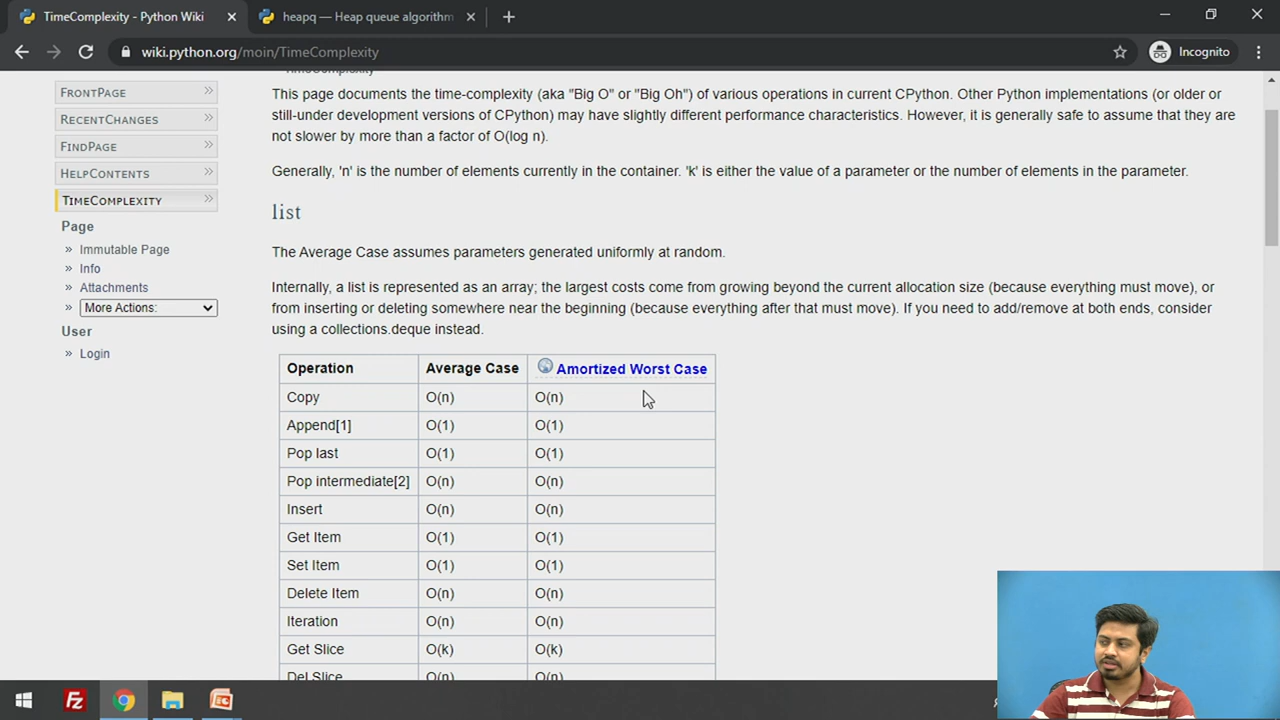 TimeComplexity - Python Wiki
heapq — Heap queue algorithm
wiki.python.org/moin/TimeComplexity
Incognito
FRONTPAGE
RECENTCHANGES
FINDPAGE
HELPCONTENTS
TIMECOMPLEXITY
Page
» Immutable Page
» Info
» Attachments
» More Actions:
User
» Login
TimeComplexity
This page documents the time-complexity (aka "Big O" or "Big Oh") of various operations in current CPython. Other Python implementations (or older or
still-under development versions of CPython) may have slightly different performance characteristics. However, it is generally safe to assume that they are
not slower by more than a factor of O(log n).
Generally, 'n' is the number of elements currently in the container. 'k' is either the value of a parameter or the number of elements in the parameter.
list
The Average Case assumes parameters generated uniformly at random.
Internally, a list is represented as an array; the largest costs come from growing beyond the current allocation size (because everything must move), or
from inserting or deleting somewhere near the beginning (because everything after that must move). If you need to add/remove at both ends, consider
using a collections.deque instead.
Operation Average Case Amortized Worst Case
Copy O(n) O(n)
Append[1] O(1) O(1)
Pop last O(1) O(1)
Pop intermediate[2] O(n) O(n)
Insert O(n) O(n)
Get Item O(1) O(1)
Set Item O(1) O(1)
Delete Item O(n) O(n)
Iteration O(n) O(n)
Get Slice O(k) O(k)
Del Slice O(n) O(n)